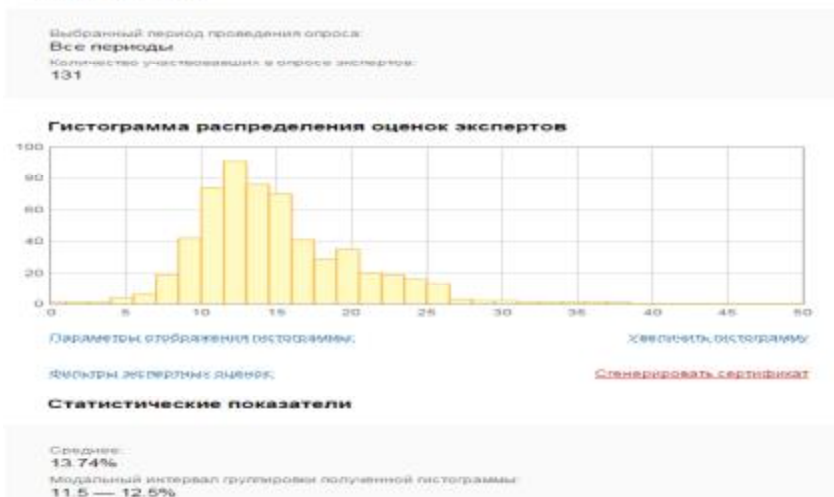 Выбранный период проведения опроса:
Все периоды
Количество участвовавших в опросе экспертов:
131
Гистограмма распределения оценок экспертов
100
80
60
40
20
0
0 5 10 15 20 25 30 35 40 45 50
Параметры отображения гистограммы: Увеличить гистограмму
Фильтры экспертных оценок: Сгенерировать сертификат
Статистические показатели
Среднее:
13.74%
Модальный интервал группировки полученной гистограммы:
11.5 — 12.5%